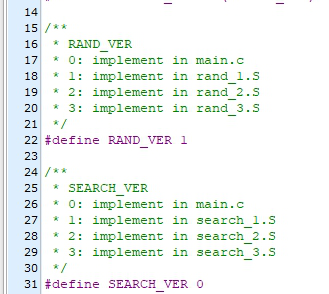 14
15 /**
16  * RAND_VER
17  * 0: implement in main.c
18  * 1: implement in rand_1.S
19  * 2: implement in rand_2.S
20  * 3: implement in rand_3.S
21  */
22 #define RAND_VER 1
23
24 /**
25  * SEARCH_VER
26  * 0: implement in main.c
27  * 1: implement in search_1.S
28  * 2: implement in search_2.S
29  * 3: implement in search_3.S
30  */
31 #define SEARCH_VER 0